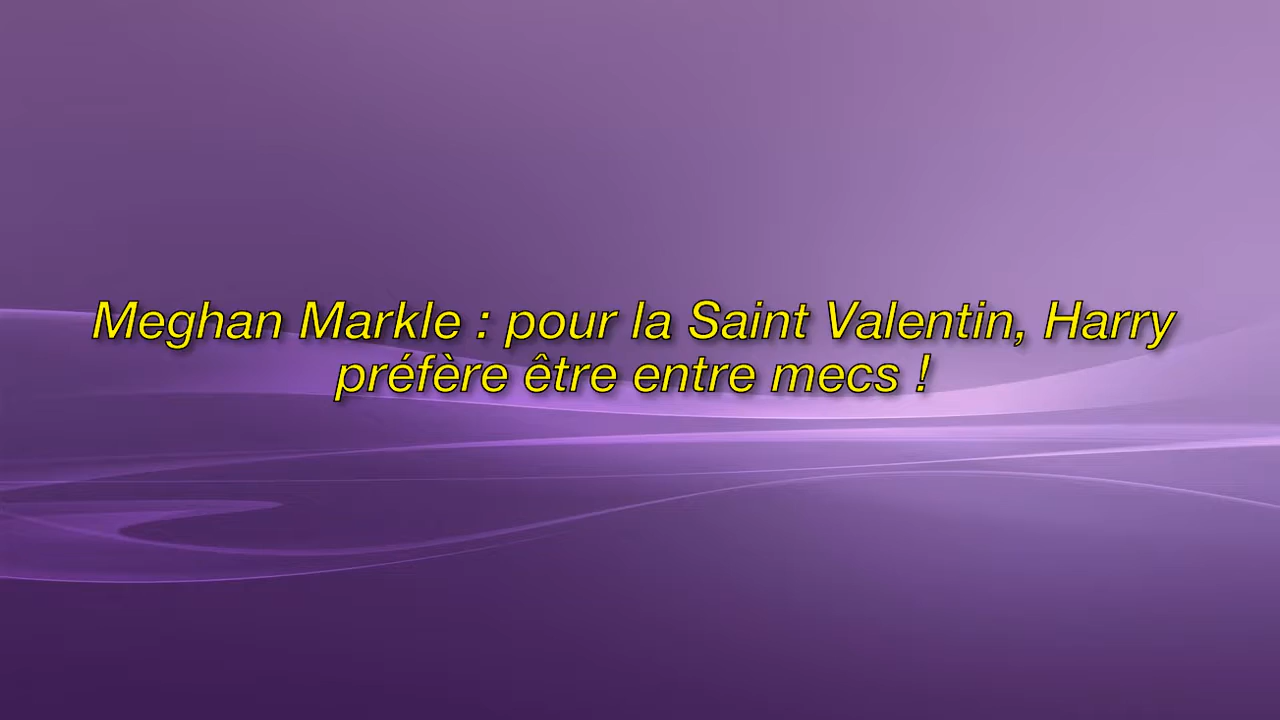 Meghan Markle : pour la Saint Valentin, Harry
préfère être entre mecs !